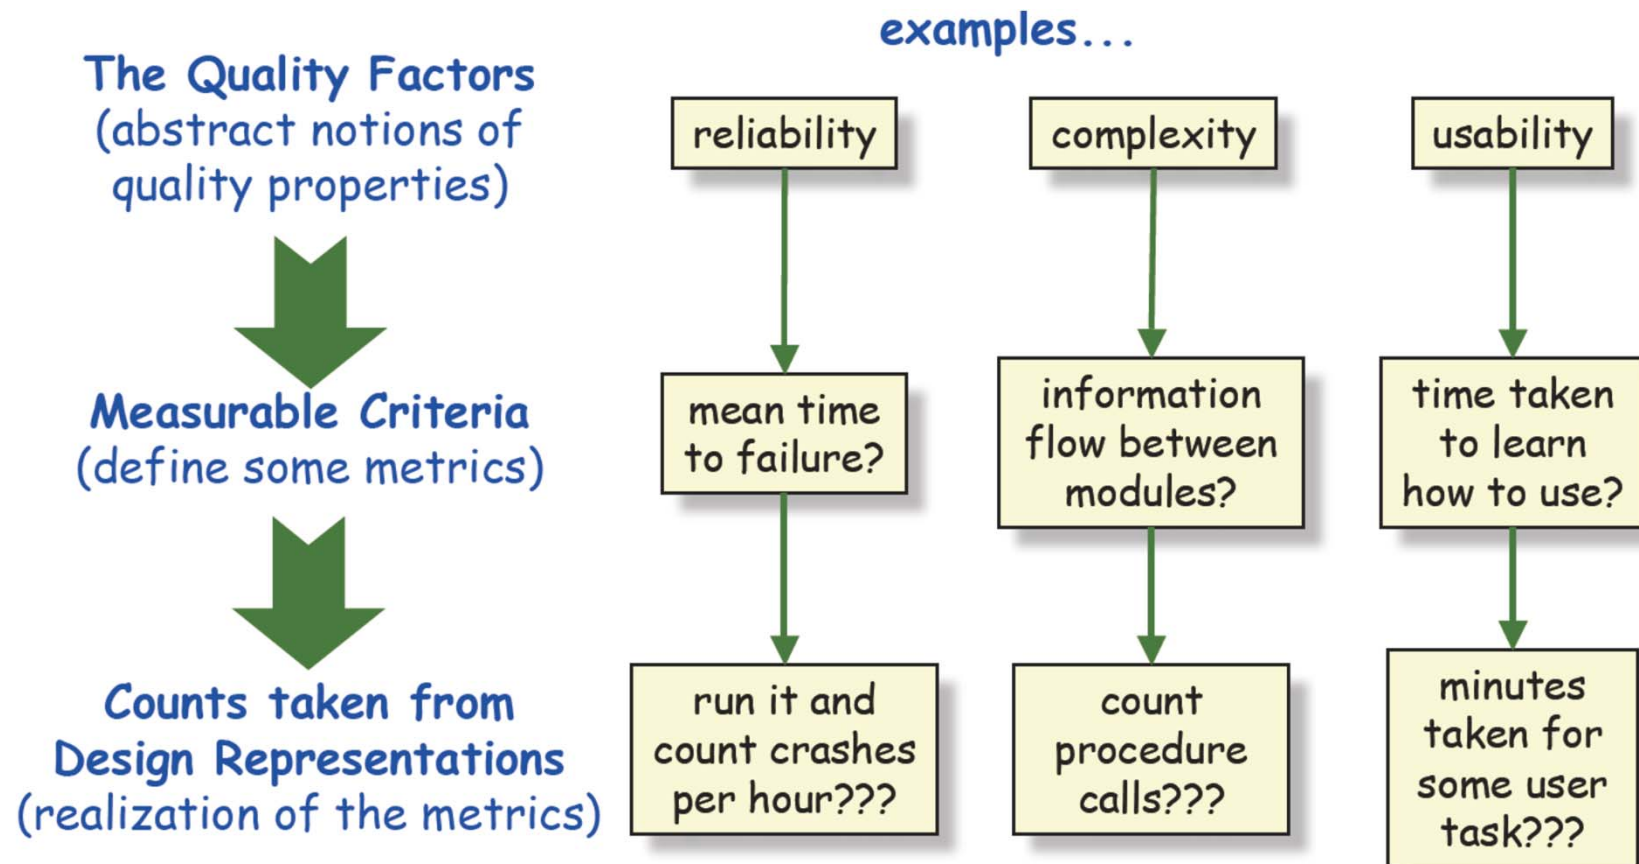 examples...
The Quality Factors
(abstract notions of
quality properties)
reliability
complexity
usability
Measurable Criteria
(define some metrics)
mean time
to failure?
information
flow between
modules?
time taken
to learn
how to use?
Counts taken from
Design Representations
(realization of the metrics)
run it and
count crashes
per hour???
count
procedure
calls???
minutes
taken for
some user
task???